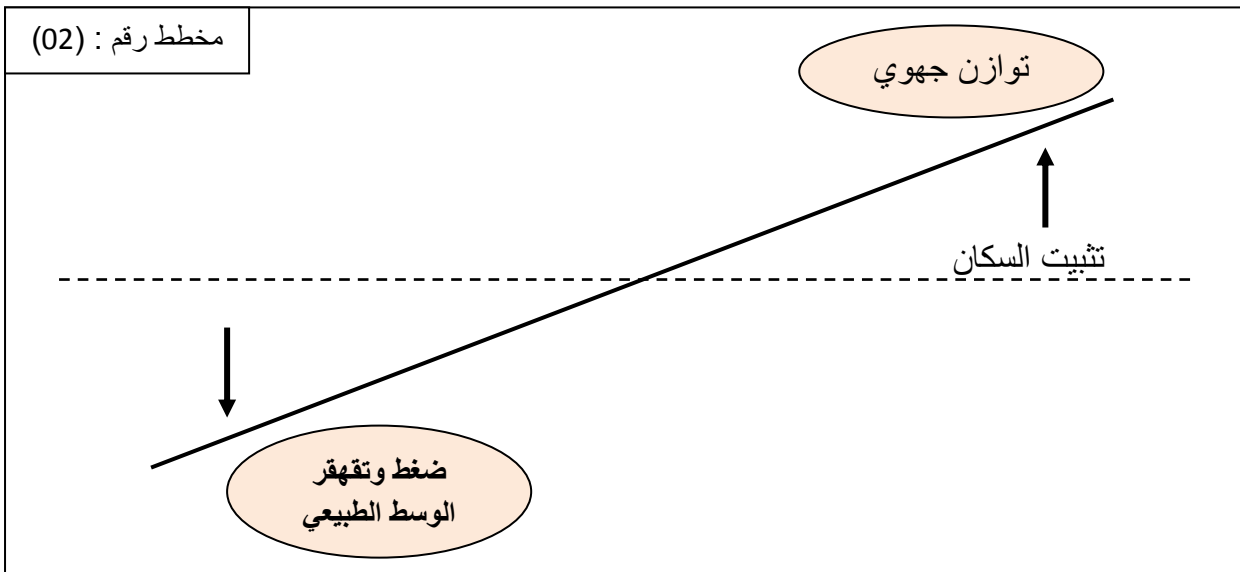 مخطط رقم : (02)
توازن جهوي
تثبيت السكان
ضغط وتقهقر
الوسط الطبيعي